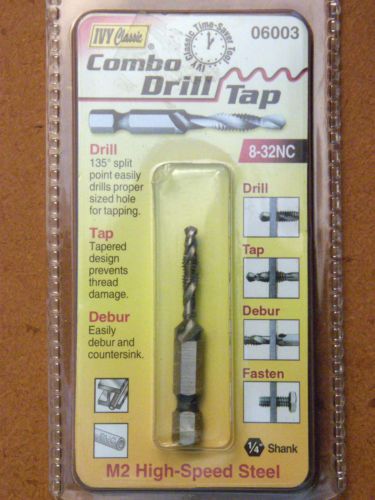 IVY Classic®
IVY Classic Time-Saver Tool
06003
Combo
Drill Tap
8-32NC
Drill
135° split
point easily
drills proper
sized hole
for tapping.
Tap
Tapered
design
prevents
thread
damage.
Debur
Easily
debur and
countersink.
Drill
Tap
Debur
Fasten
1/4" Shank
M2 High-Speed Steel